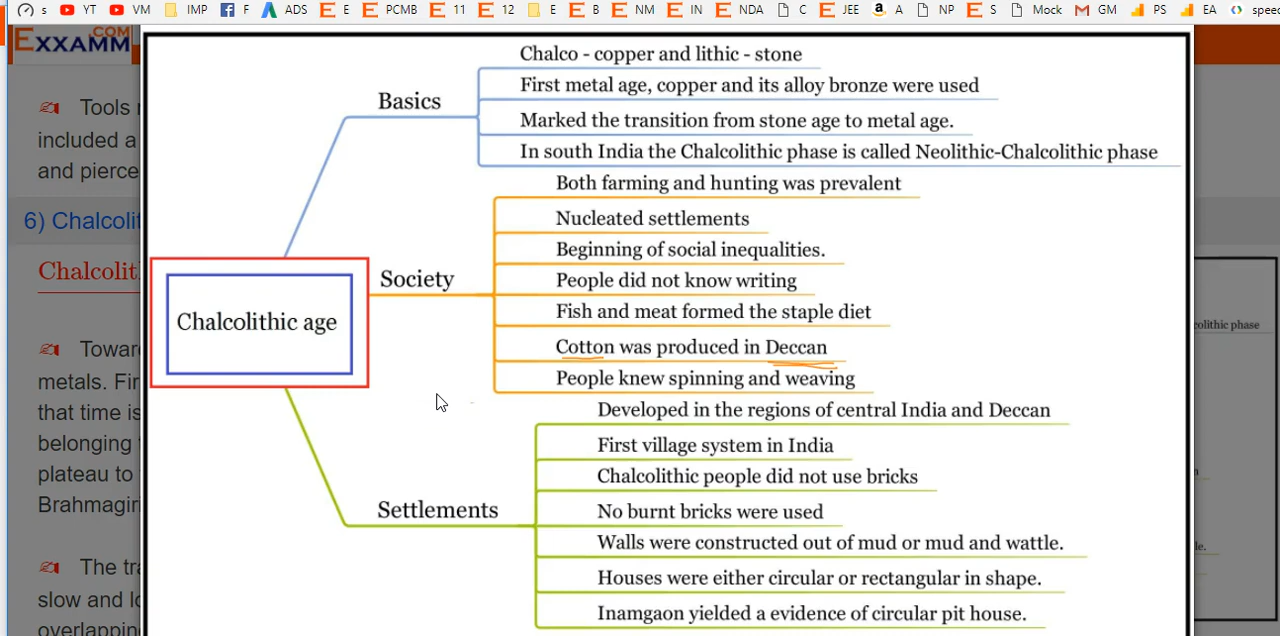 s YT VM IMP F ADS E PCMB 11 12 E B NM IN NDA C JEE A NP S Mock GM PS EA speed
EXXAMM
.COM
Tools
included a
and pierce
6) Chalcolit
Chalcolit
Towar
metals. Fir
that time is
belonging
plateau to
Brahmagir
The tra
slow and lo
overlapping
Chalcolithic age
Basics
Chalco - copper and lithic - stone
First metal age, copper and its alloy bronze were used
Marked the transition from stone age to metal age.
In south India the Chalcolithic phase is called Neolithic-Chalcolithic phase
Society
Both farming and hunting was prevalent
Nucleated settlements
Beginning of social inequalities.
People did not know writing
Fish and meat formed the staple diet
Cotton was produced in Deccan
People knew spinning and weaving
Settlements
Developed in the regions of central India and Deccan
First village system in India
Chalcolithic people did not use bricks
No burnt bricks were used
Walls were constructed out of mud or mud and wattle.
Houses were either circular or rectangular in shape.
Inamgaon yielded a evidence of circular pit house.
colithic phase
le.